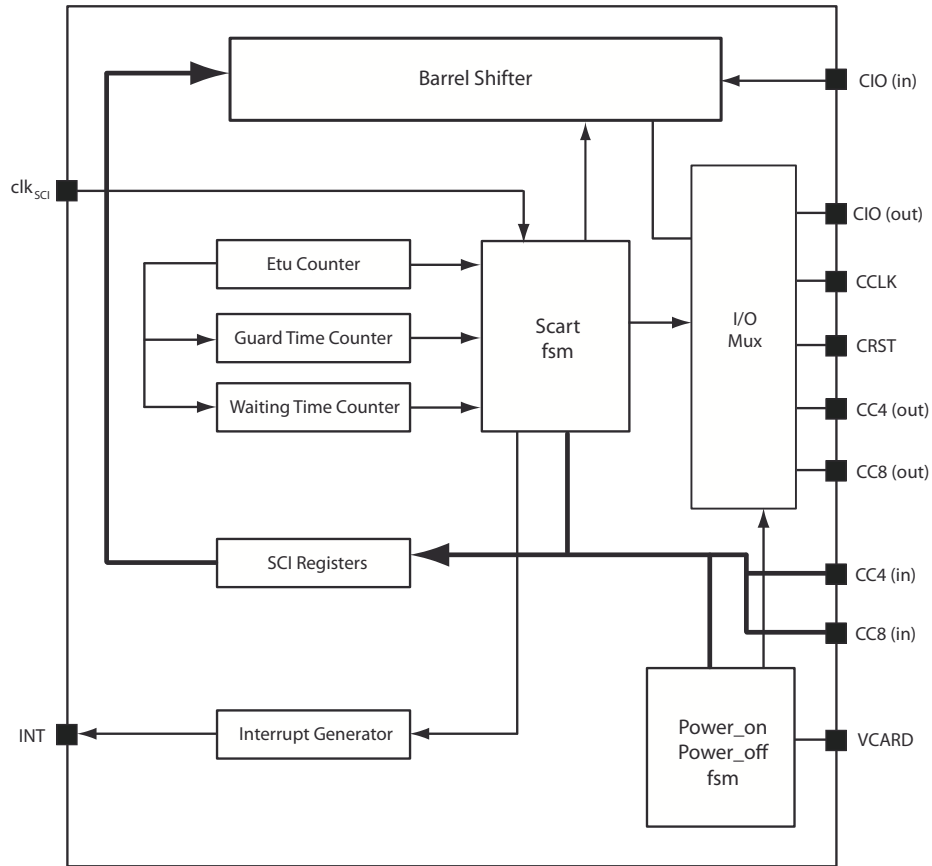 Barrel Shifter
CIO (in)
clkSCI
CIO (out)
Etu Counter
CCLK
Scart
fsm
I/O
Mux
Guard Time Counter
CRST
Waiting Time Counter
CC4 (out)
CC8 (out)
SCI Registers
CC4 (in)
CC8 (in)
INT
Interrupt Generator
Power_on
Power_off
fsm
VCARD